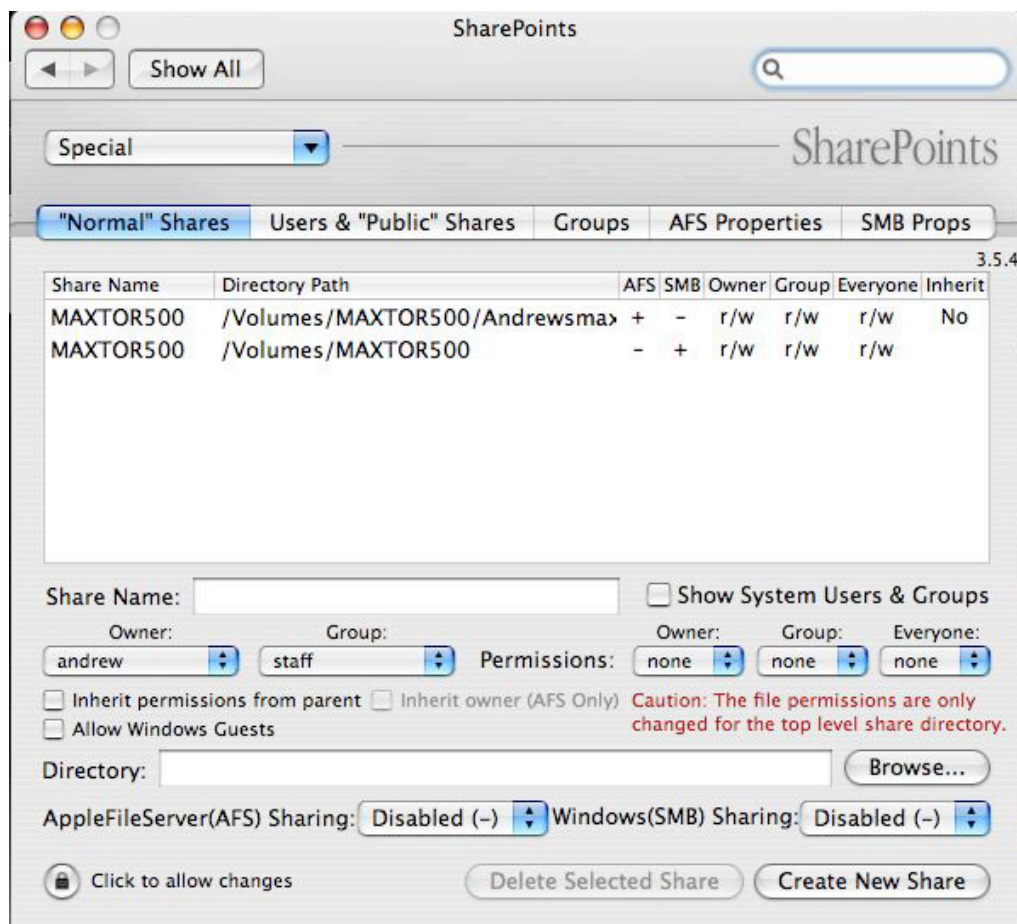 SharePoints
Show All
Special
SharePoints
"Normal" Shares Users & "Public" Shares Groups AFS Properties SMB Props
3.5.4
Share Name Directory Path AFS SMB Owner Group Everyone Inherit
MAXTOR500 /Volumes/MAXTOR500/Andrewsmax + - r/w r/w r/w No
MAXTOR500 /Volumes/MAXTOR500 - + r/w r/w r/w
Share Name: Show System Users & Groups
Owner: Group: Owner: Group: Everyone:
andrew staff Permissions: none none none
Inherit permissions from parent Inherit owner (AFS Only) Caution: The file permissions are only
Allow Windows Guests changed for the top level share directory.
Directory: Browse...
AppleFileServer(AFS) Sharing: Disabled (-) Windows(SMB) Sharing: Disabled (-)
Click to allow changes Delete Selected Share Create New Share